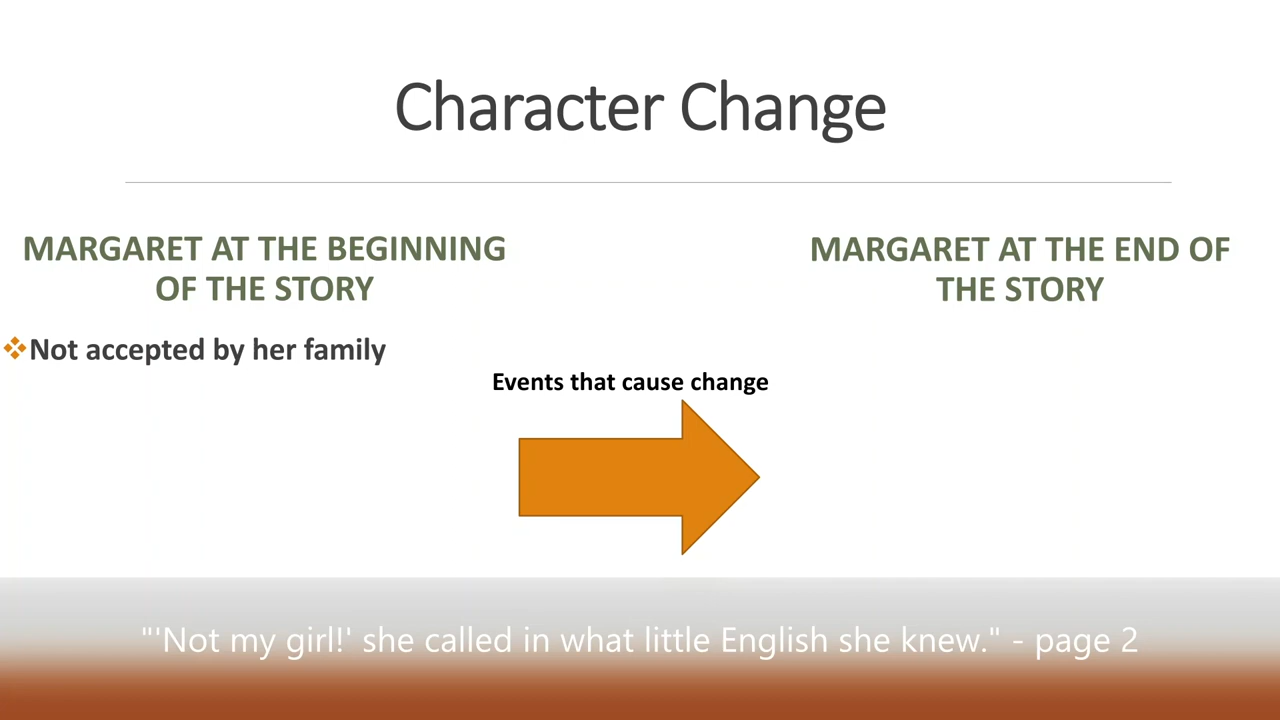 Character Change
MARGARET AT THE BEGINNING
OF THE STORY
❖Not accepted by her family
Events that cause change
MARGARET AT THE END OF
THE STORY
"'Not my girl!' she called in what little English she knew." - page 2